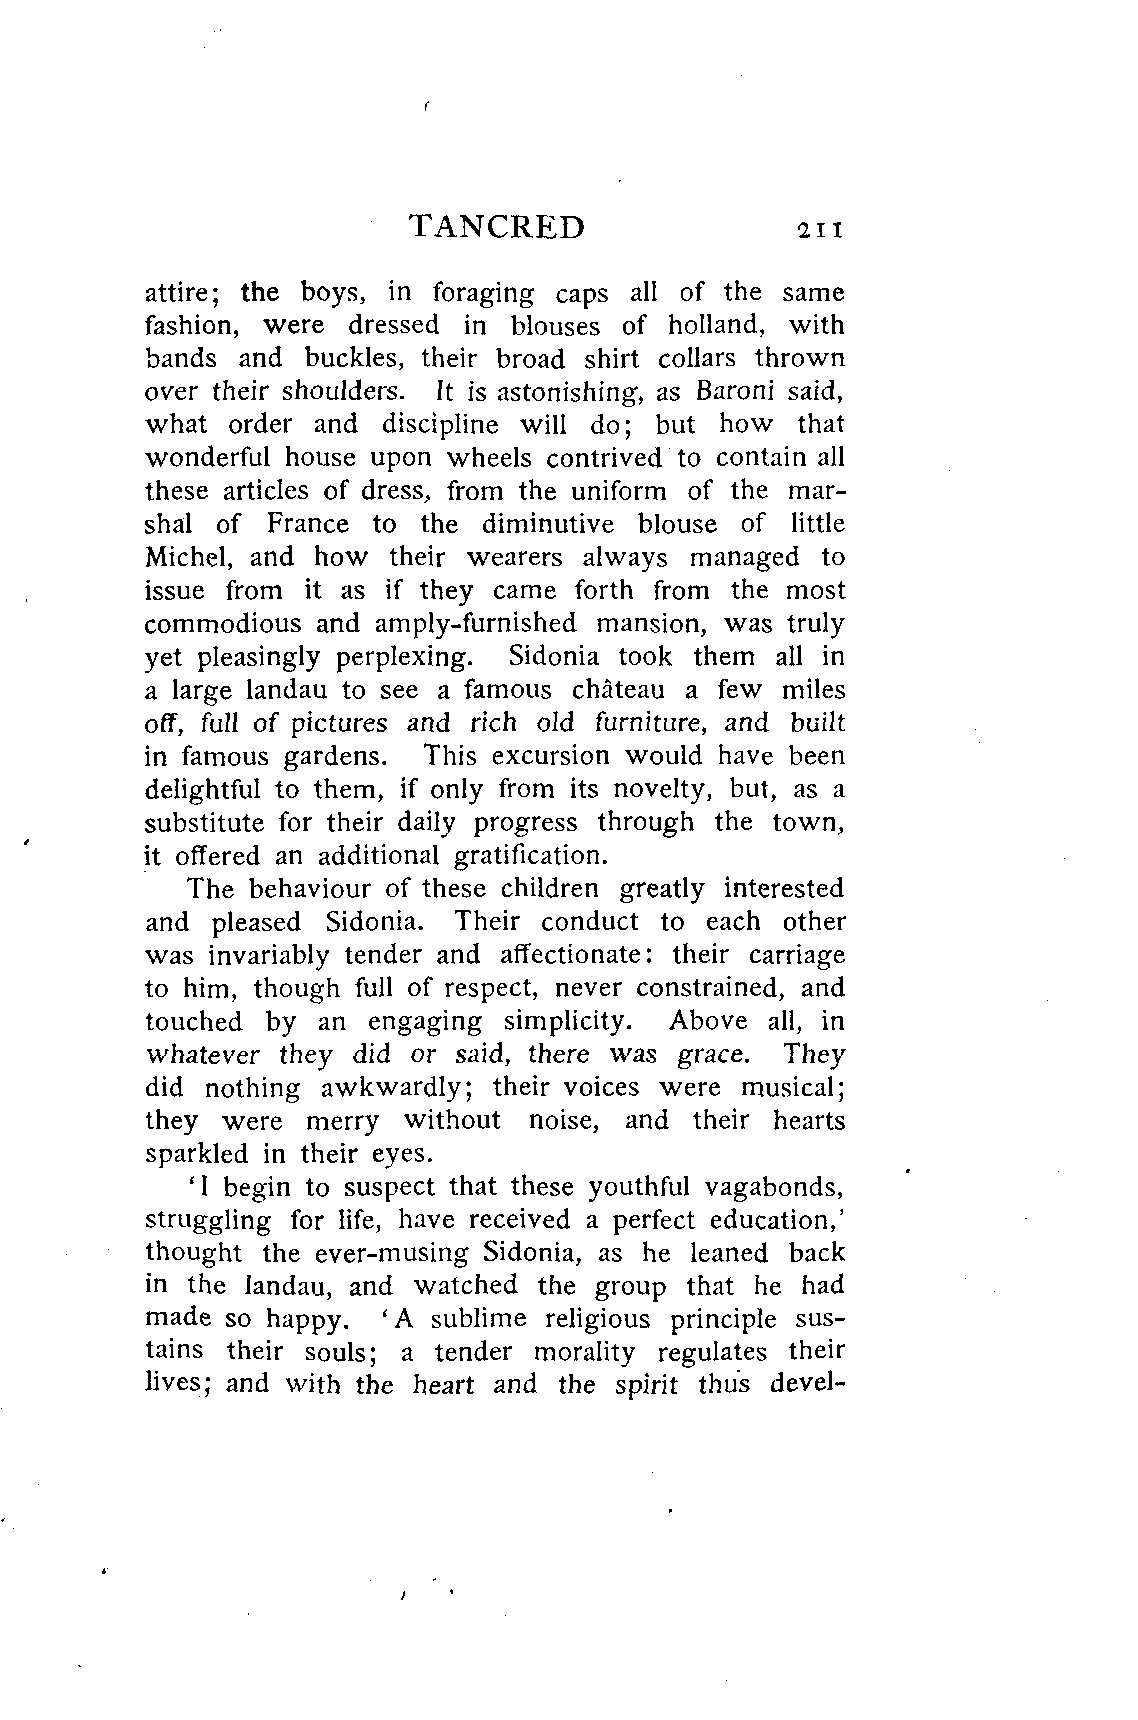 TANCRED 211
attire; the boys, in foraging caps all of the same
fashion, were dressed in blouses of holland, with
bands and buckles, their broad shirt collars thrown
over their shoulders. It is astonishing, as Baroni said,
what order and discipline will do; but how that
wonderful house upon wheels contrived to contain all
these articles of dress, from the uniform of the mar-
shal of France to the diminutive blouse of little
Michel, and how their wearers always managed to
issue from it as if they came forth from the most
commodious and amply-furnished mansion, was truly
yet pleasingly perplexing. Sidonia took them all in
a large landau to see a famous château a few miles
off, full of pictures and rich old furniture, and built
in famous gardens. This excursion would have been
delightful to them, if only from its novelty, but, as a
substitute for their daily progress through the town,
it offered an additional gratification.
The behaviour of these children greatly interested
and pleased Sidonia. Their conduct to each other
was invariably tender and affectionate: their carriage
to him, though full of respect, never constrained, and
touched by an engaging simplicity. Above all, in
whatever they did or said, there was grace. They
did nothing awkwardly; their voices were musical;
they were merry without noise, and their hearts
sparkled in their eyes.
‘I begin to suspect that these youthful vagabonds,
struggling for life, have received a perfect education,’
thought the ever-musing Sidonia, as he leaned back
in the landau, and watched the group that he had
made so happy. ‘A sublime religious principle sus-
tains their souls; a tender morality regulates their
lives; and with the heart and the spirit thus devel-